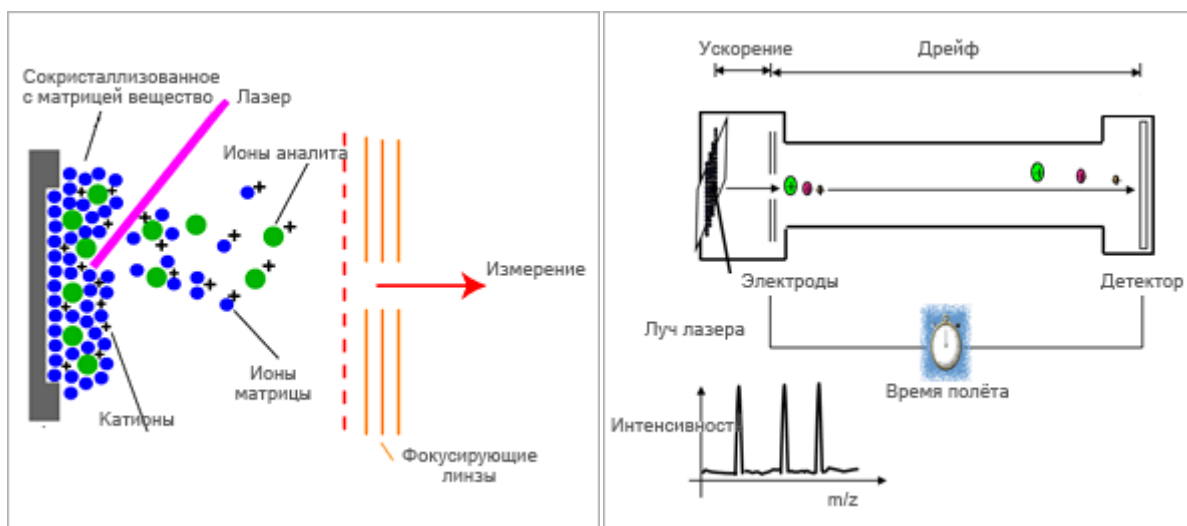 Сокристаллизованное
с матрицей вещество
Лазер
Ионы аналита
Измерение
Ионы
матрицы
Катионы
Фокусирующие
линзы
Ускорение
Дрейф
Электроды
Детектор
Луч лазера
Время полёта
Интенсивность
m/z